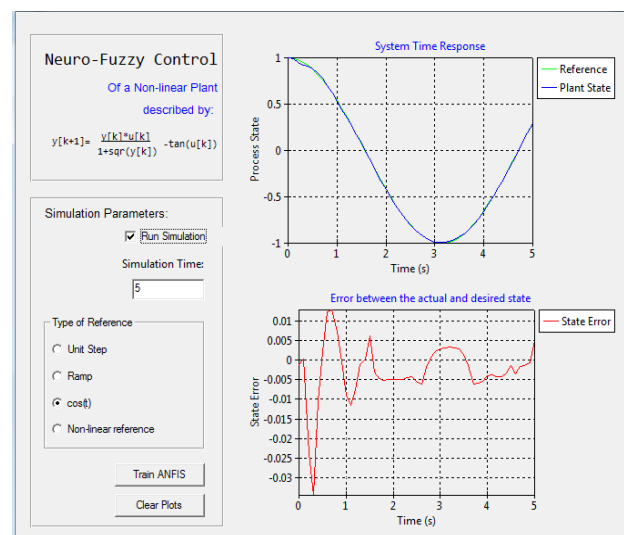 Neuro-Fuzzy Control
Of a Non-linear Plant
described by:
y[k+1]= y[k]*u[k] -tan(u[k])
1+sqr(y[k])
Simulation Parameters:
Run Simulation
Simulation Time:
5
Type of Reference
Unit Step
Ramp
cos(t)
Non-linear reference
Train ANFIS
Clear Plots
System Time Response
Reference
Plant State
Process State
1
0.5
0
-0.5
-1
0 1 2 3 4 5
Time (s)
Error between the actual and desired state
State Error
State Error
0.01
0.005
0
-0.005
-0.01
-0.015
-0.02
-0.025
-0.03
0 1 2 3 4 5
Time (s)